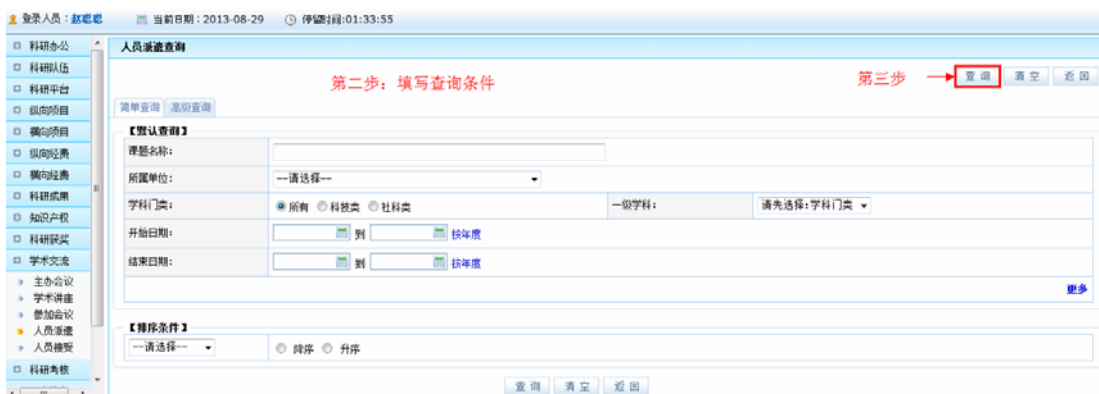 登录人员：赵聪聪 当前日期：2013-08-29 停留时间:01:33:55
科研办公
科研队伍
科研平台
纵向项目
横向项目
纵向经费
横向经费
科研成果
知识产权
科研获奖
学术交流
主办会议
学术讲座
参加会议
人员派遣
人员接受
科研考核
人员派遣查询
第二步：填写查询条件
第三步
查 询 清 空 返 回
简单查询 高级查询
【默认查询】
课题名称：
所属单位： --请选择--
学科门类： 所有 科技类 社科类 一级学科： 请先选择:学科门类
开始日期： 到 按年度
结束日期： 到 按年度
更多
【排序条件】
--请选择-- 降序 升序
查 询 清 空 返 回